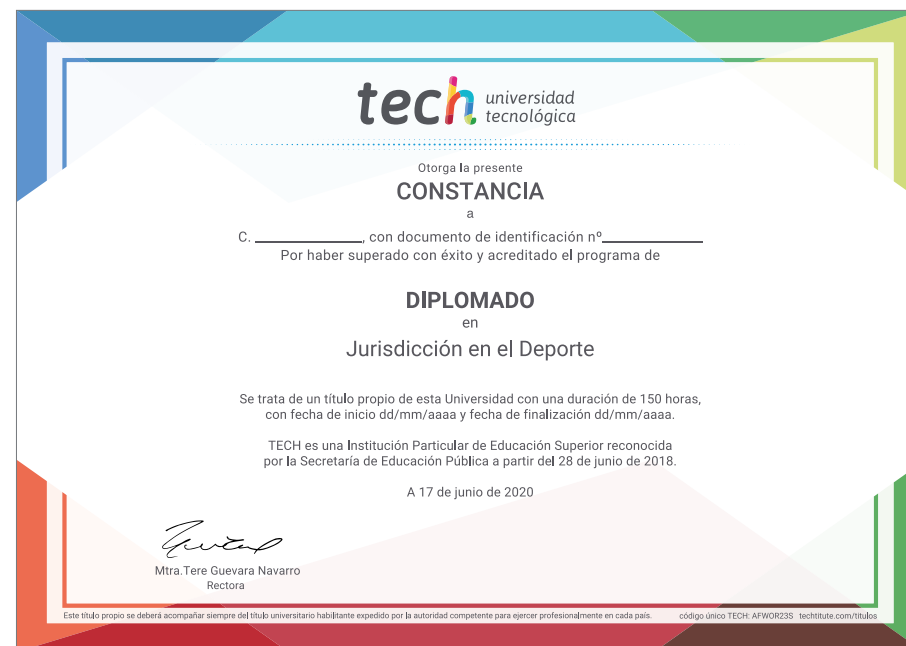 tech universidad
tecnológica
Otorga la presente
CONSTANCIA
a
C. ____________, con documento de identificación nº____________
Por haber superado con éxito y acreditado el programa de
DIPLOMADO
en
Jurisdicción en el Deporte
Se trata de un título propio de esta Universidad con una duración de 150 horas,
con fecha de inicio dd/mm/aaaa y fecha de finalización dd/mm/aaaa.
TECH es una Institución Particular de Educación Superior reconocida
por la Secretaría de Educación Pública a partir del 28 de junio de 2018.
A 17 de junio de 2020
Mtra.Tere Guevara Navarro
Rectora
Este título propio se deberá acompañar siempre del título universitario habilitante expedido por la autoridad competente para ejercer profesionalmente en cada país. código único TECH: AFWOR23S techtitute.com/titulos